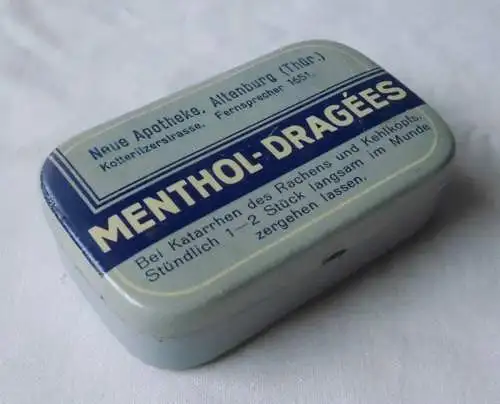 Neue Apotheke, Altenburg (Thür.)
Kotteritzerstrasse. Fernsprecher 1651.
MENTHOL-DRAGÉES
Bei Katarrhen des Rachens und Kehlkopfs.
Stündlich 1—2 Stück langsam im Munde
zergehen lassen.